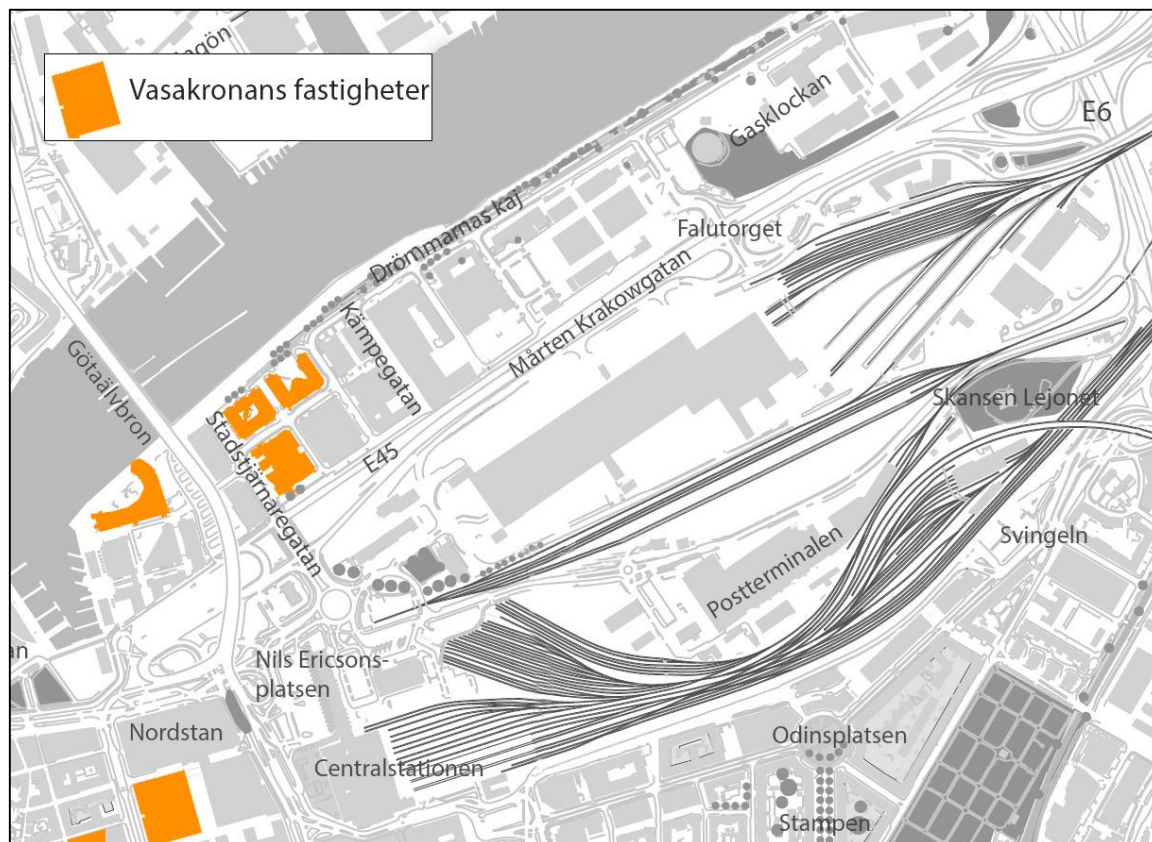 Vasakronans fastigheter
Gasklockan
E6
Drömmarnas kaj
Falutorget
Mårten Krakowgatan
Kämpegatan
Götaälvbron
Skansen Lejonet
Stadstjänaregatan
E45
Svingeln
Postterminalen
Nils Ericsons-
platsen
Nordstan
Odinsplatsen
Centralstationen
Stampen